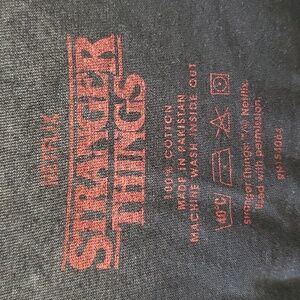 NETFLIX
STRANGER
THINGS
100% COTTON
MADE IN PAKISTAN
MACHINE WASH INSIDE OUT
40°C
stranger things ™/© Netflix.
Used with permission.